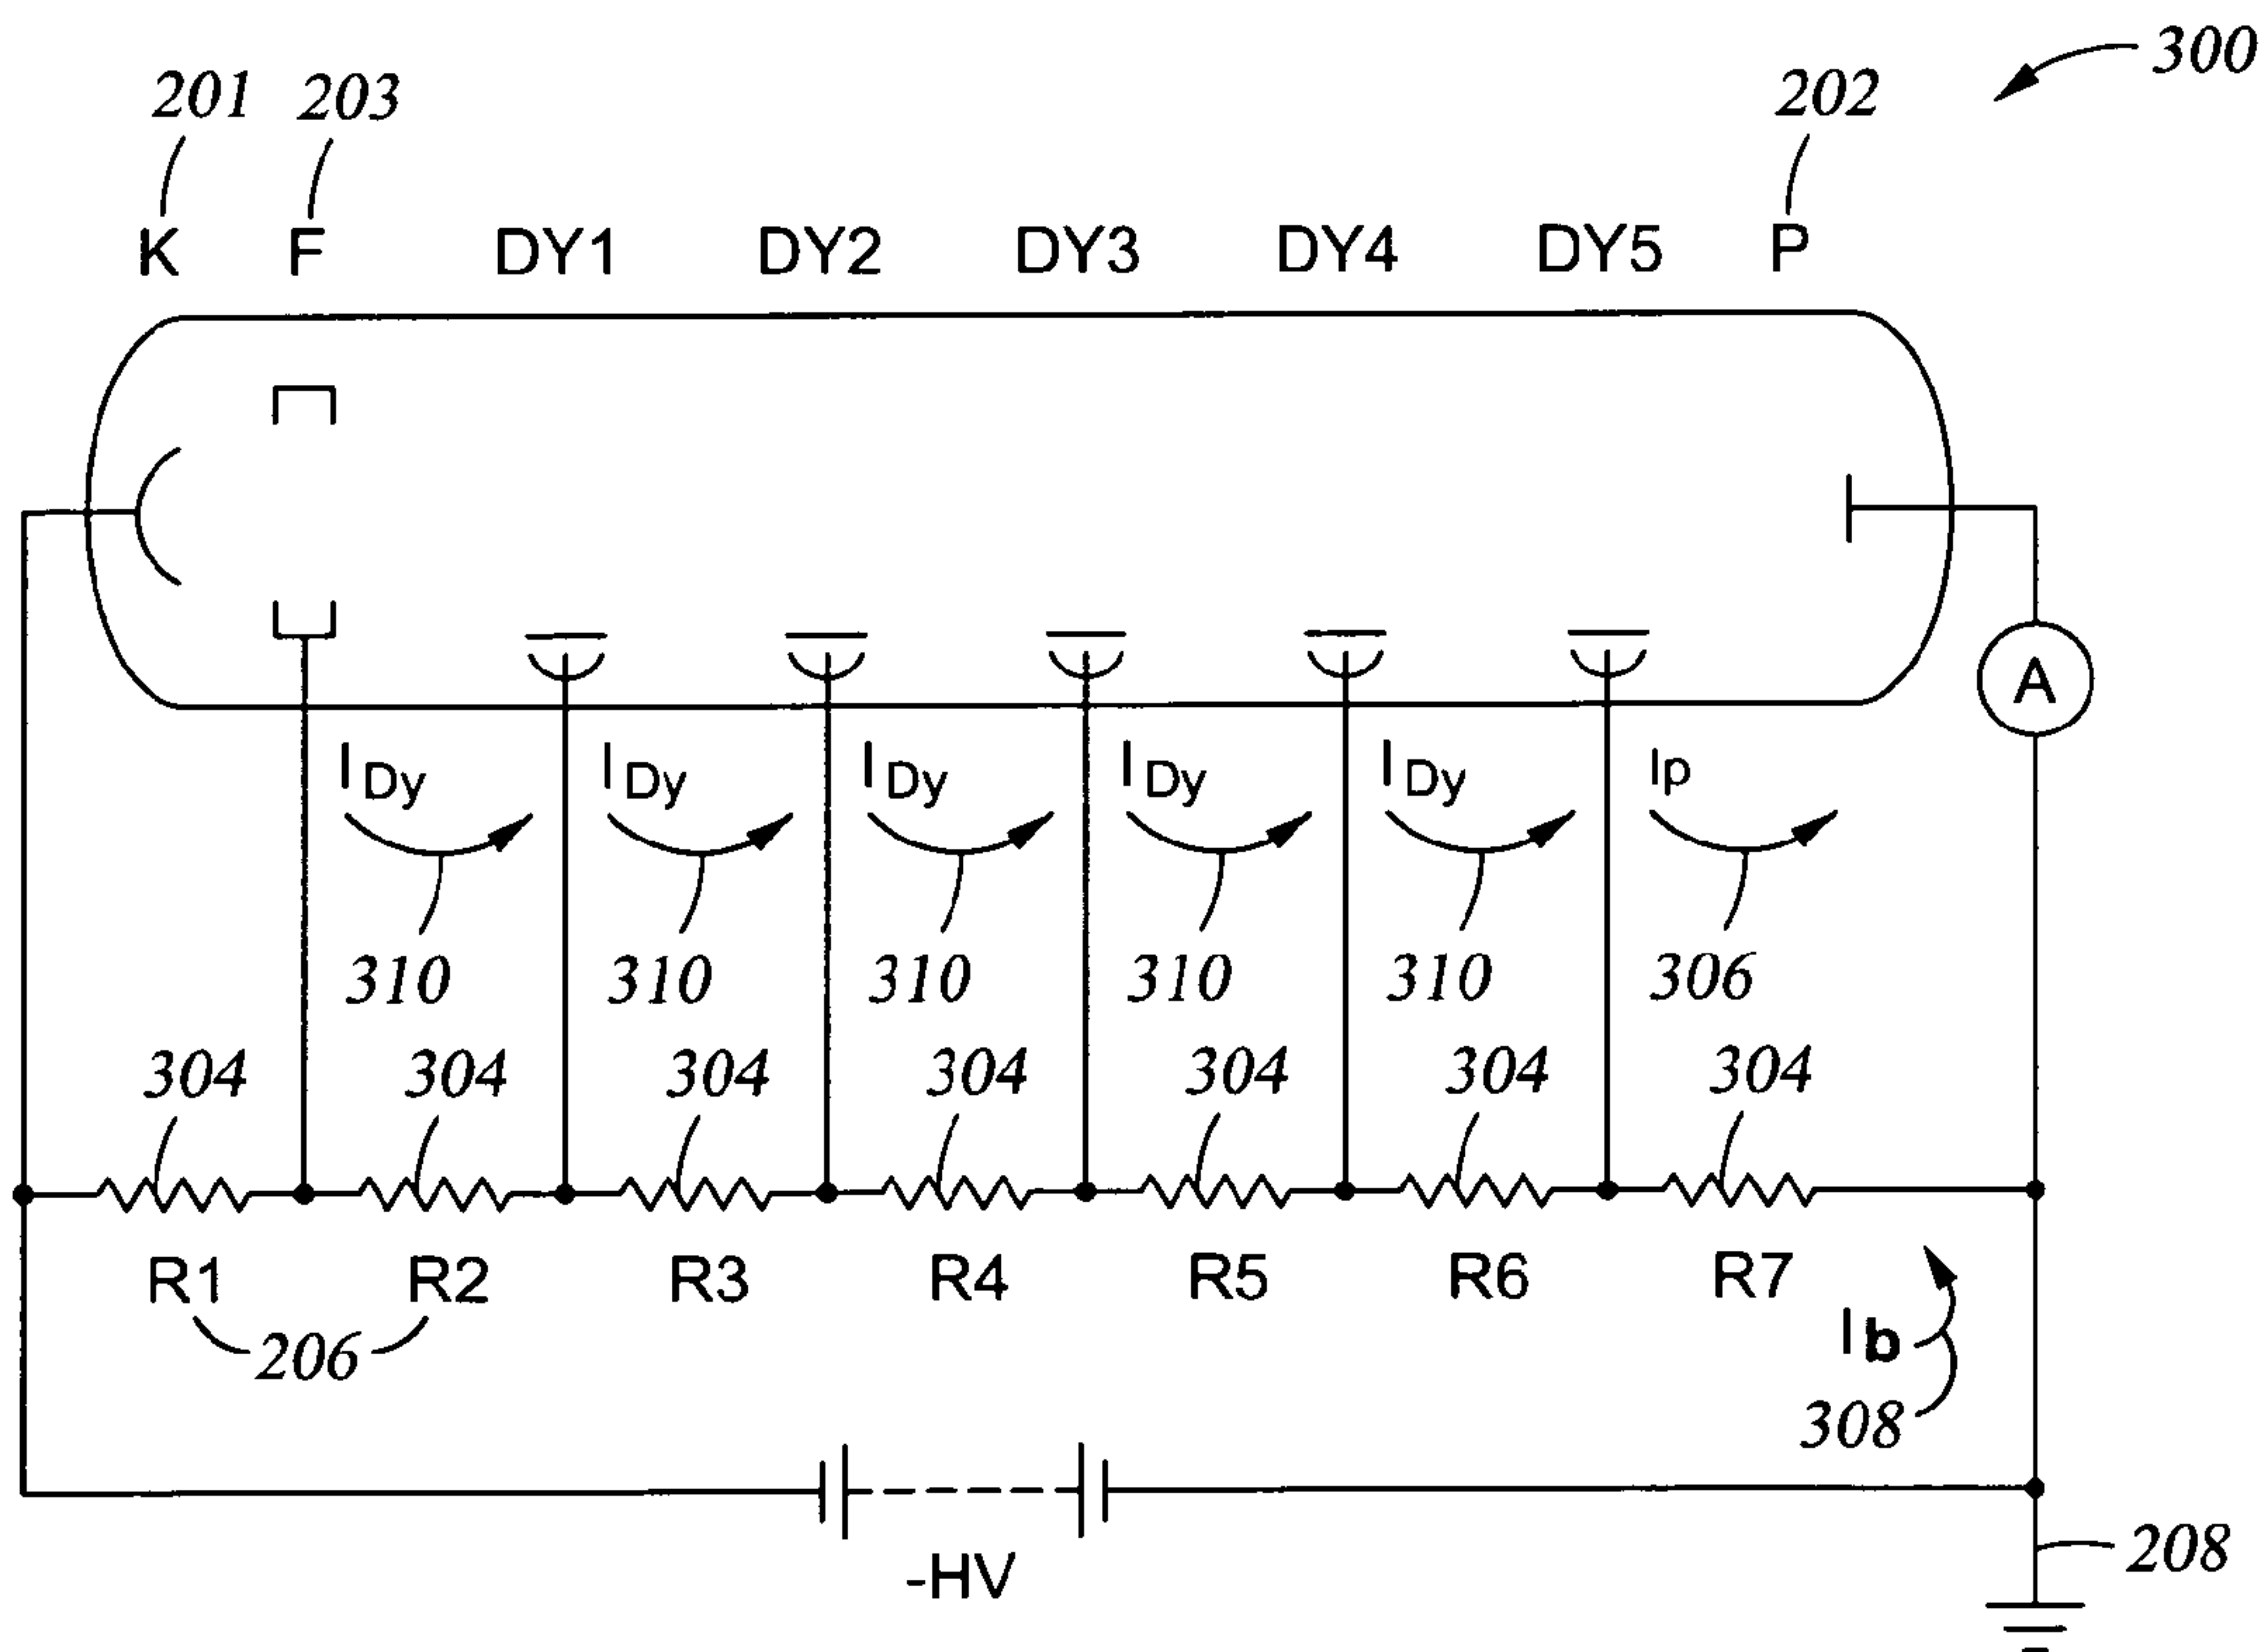 300
201 203 202
K F DY1 DY2 DY3 DY4 DY5 P
A
IDy IDy IDy IDy IDy Ip
310 310 310 310 310 306
304 304 304 304 304 304 304
R1 R2 R3 R4 R5 R6 R7
206
Ib
308
-HV
208